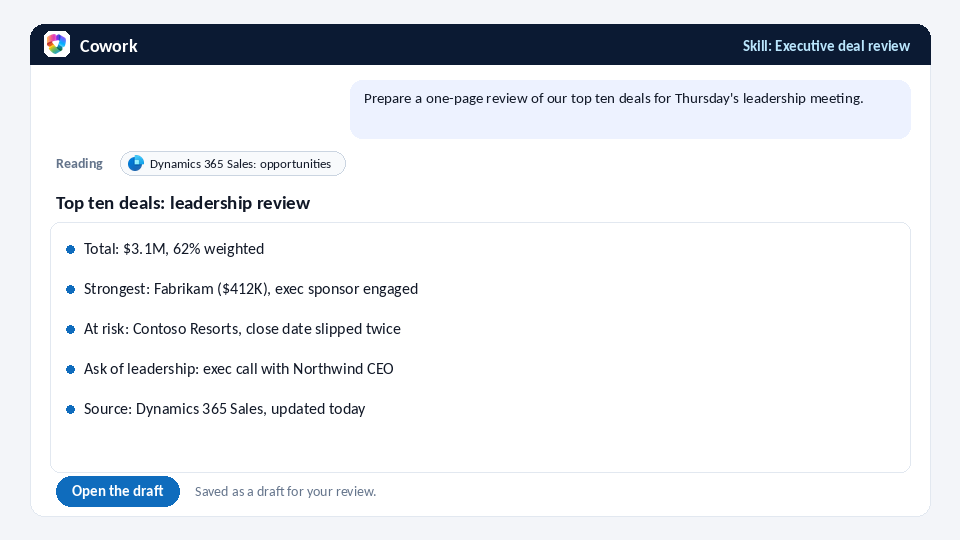 Cowork
Skill: Executive deal review
Prepare a one-page review of our top ten deals for Thursday's leadership meeting.
Reading
Dynamics 365 Sales: opportunities
Top ten deals: leadership review
Total: $3.1M, 62% weighted
Strongest: Fabrikam ($412K), exec sponsor engaged
At risk: Contoso Resorts, close date slipped twice
Ask of leadership: exec call with Northwind CEO
Source: Dynamics 365 Sales, updated today
Open the draft
Saved as a draft for your review.